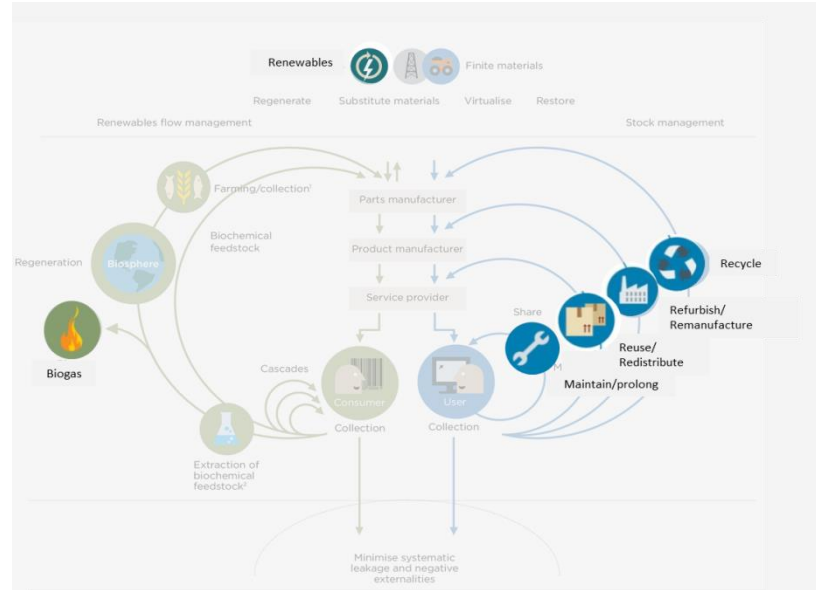 Renewables
Finite materials
Regenerate
Substitute materials
Virtualise
Restore
Renewables flow management
Stock management
Farming/collection¹
Parts manufacturer
Biochemical
feedstock
Product manufacturer
Regeneration
Biosphere
Recycle
Service provider
Share
Refurbish/
Remanufacture
Reuse/
Redistribute
M
Maintain/prolong
Biogas
Cascades
Consumer
User
Collection
Collection
Extraction of
biochemical
feedstock²
Minimise systematic
leakage and negative
externalities